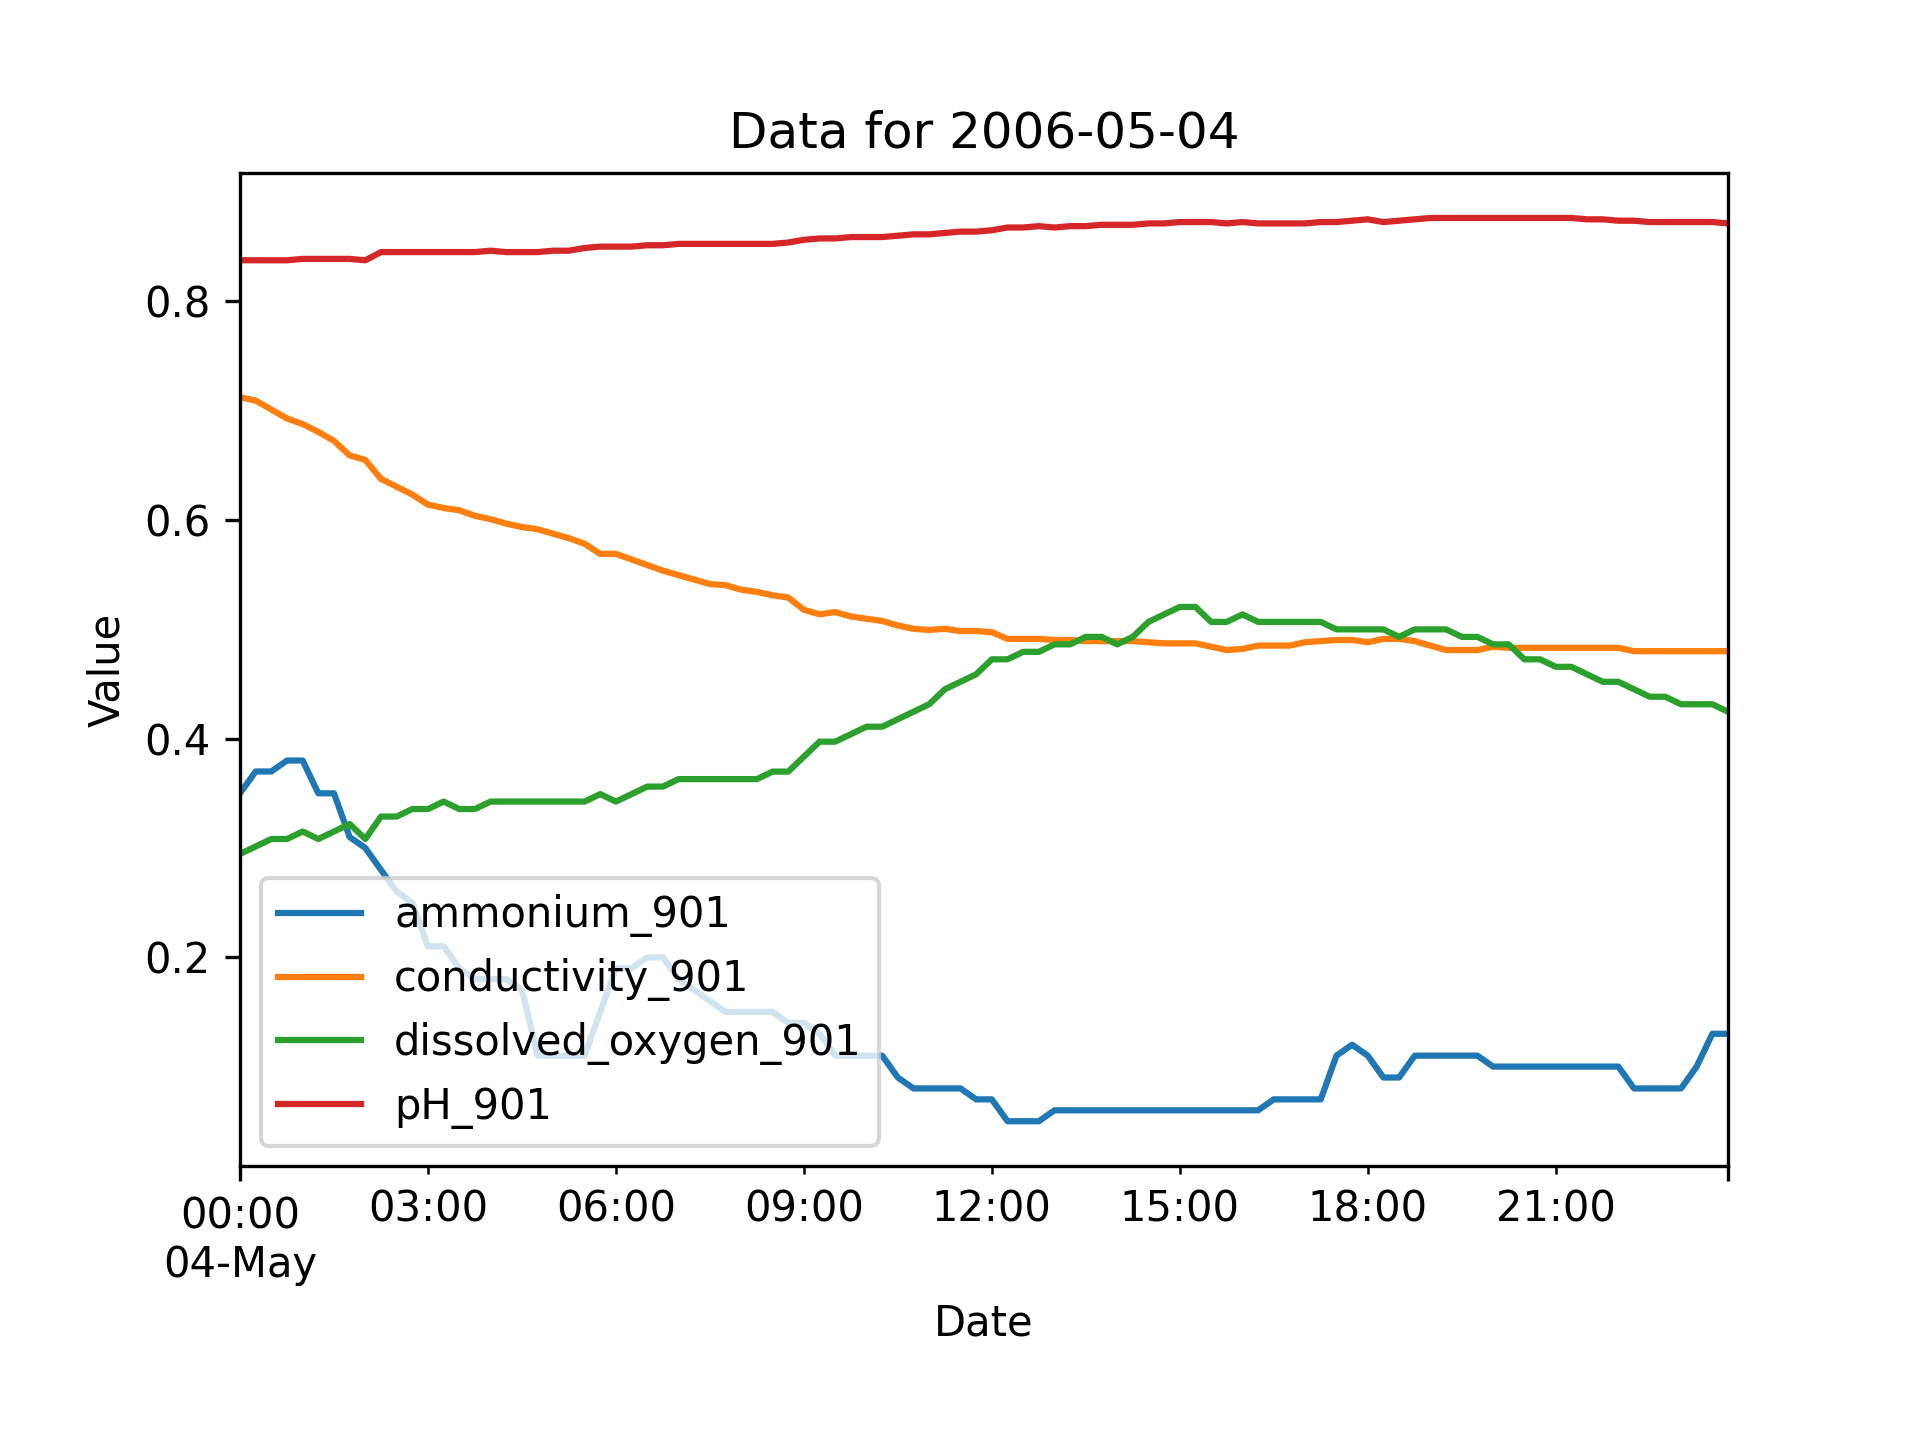 Data for 2006-05-04
Value
0.8
0.6
0.4
0.2
ammonium_901
conductivity_901
dissolved_oxygen_901
pH_901
00:00 03:00 06:00 09:00 12:00 15:00 18:00 21:00
04-May
Date